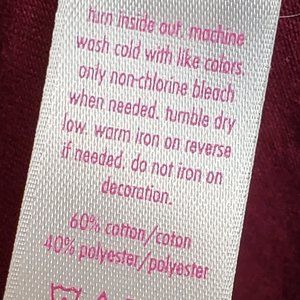 turn inside out. machine
wash cold with like colors.
only non-chlorine bleach
when needed. tumble dry
low. warm iron on reverse
if needed. do not iron on
decoration.
60% cotton/coton
40% polyester/polyester